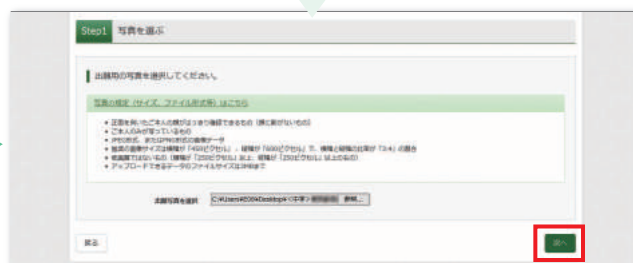 Step1 写真を選ぶ
出願用の写真を選択してください。
写真の規定（サイズ、ファイル形式等）はこちら
正面を向いたご本人の顔がはっきり確認できるもの（顔に影がないもの）
ご本人のみが写っているもの
JPEG形式、またはPNG形式の画像データ
推奨の画像サイズは横幅が「450ピクセル」、縦幅が「600ピクセル」で、横幅と縦幅の比率が「3:4」の場合
低画質ではないもの（横幅が「250ピクセル」以上、縦幅が「250ピクセル」以上のもの）
アップロードできるデータのファイルサイズは3MBまで
出願写真を選択 C:¥Users¥E06¥Desktop¥<中学> 参照...
戻る
次へ